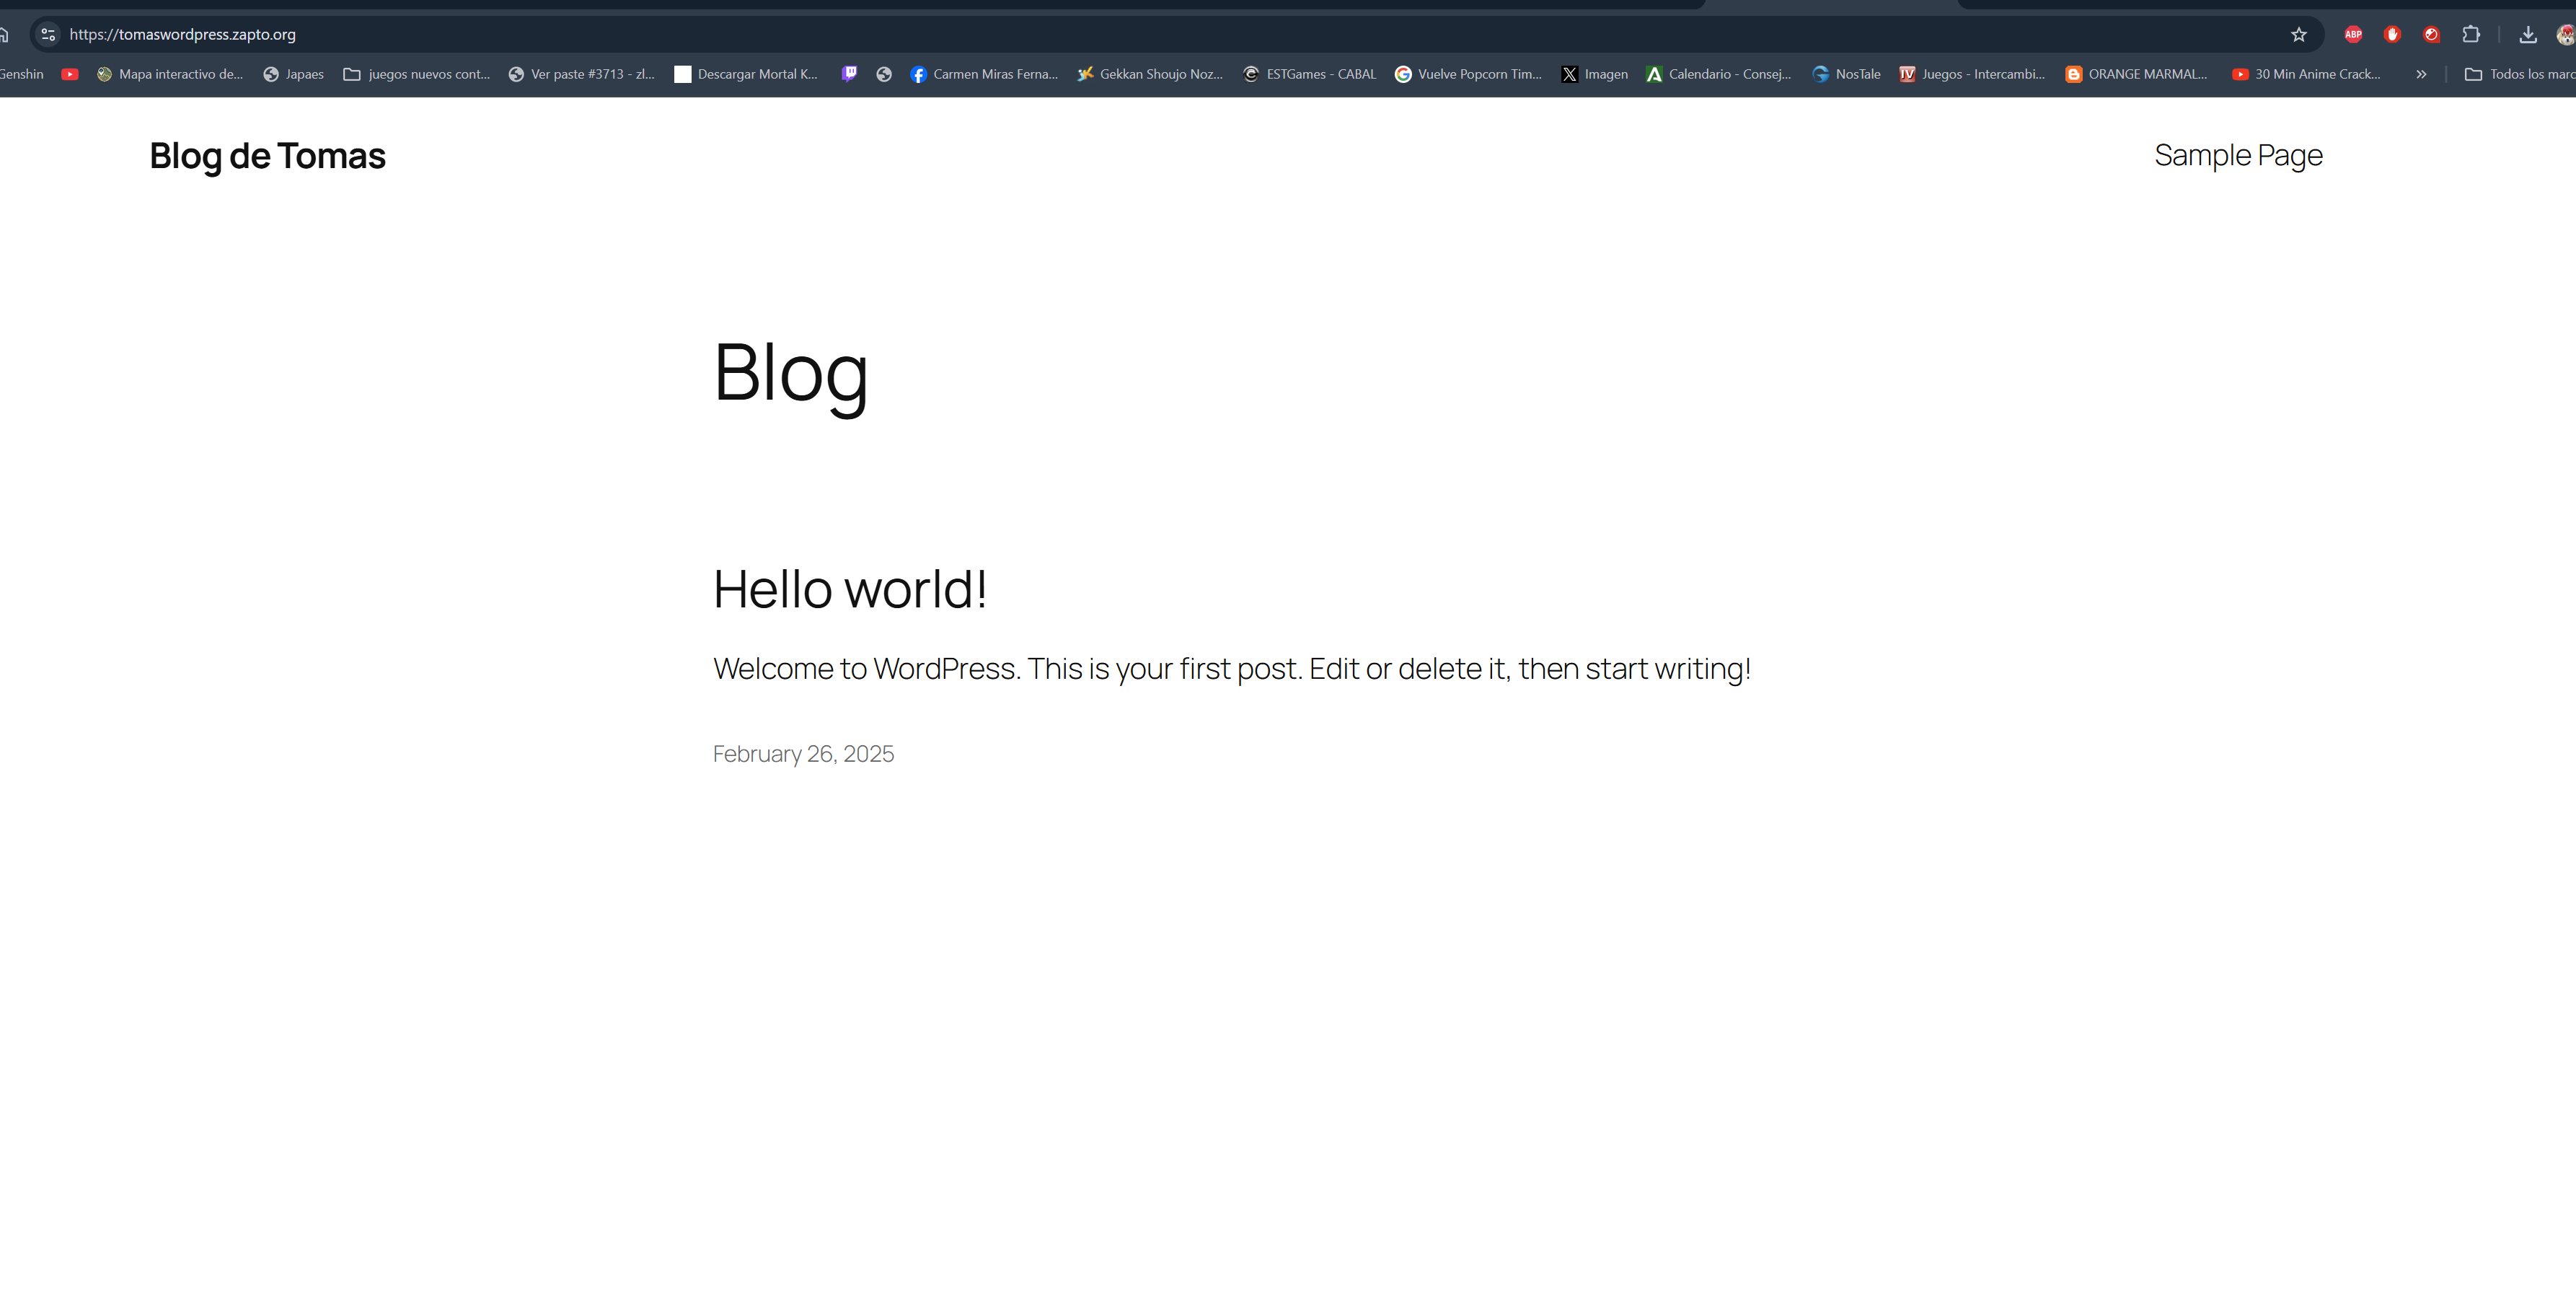 https://tomaswordpress.zapto.org
ABP
Genshin Mapa interactivo de... Japaes juegos nuevos cont... Ver paste #3713 - zl... Descargar Mortal K... Carmen Miras Ferna... Gekkan Shoujo Noz... ESTGames - CABAL Vuelve Popcorn Tim... Imagen Calendario - Consej... NosTale Juegos - Intercambi... ORANGE MARMAL... 30 Min Anime Crack... » Todos los marc
Blog de Tomas
Sample Page
Blog
Hello world!
Welcome to WordPress. This is your first post. Edit or delete it, then start writing!
February 26, 2025